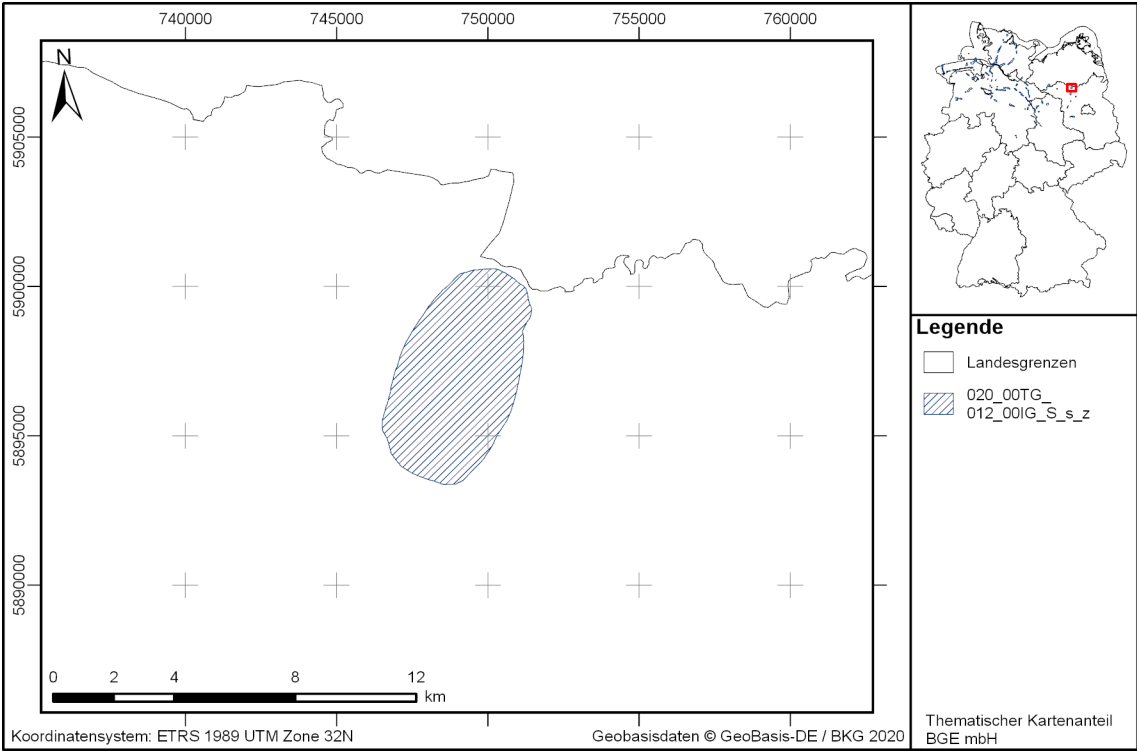 740000 745000 750000 755000 760000
N
5905000
5900000
5895000
5890000
0 2 4 8 12
km
Koordinatensystem: ETRS 1989 UTM Zone 32N
Geobasisdaten © GeoBasis-DE / BKG 2020
Legende
Landesgrenzen
020_00TG_
012_00IG_S_s_z
Thematischer Kartenanteil
BGE mbH